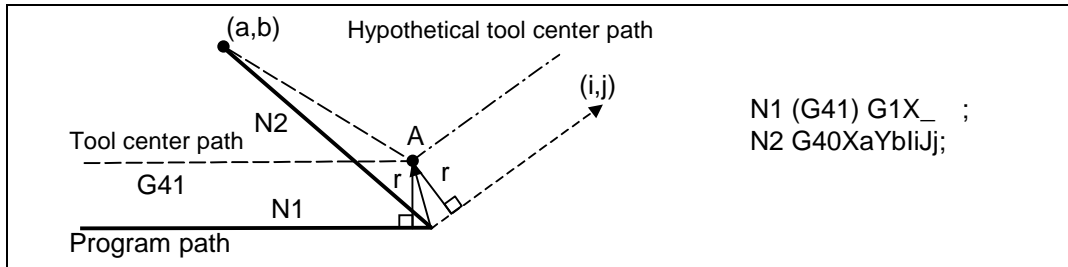 (a,b)
Hypothetical tool center path
(i,j)
N1 (G41) G1X_ ;
N2 G40XaYbIiJj;
N2
A
Tool center path
r
r
G41
N1
Program path